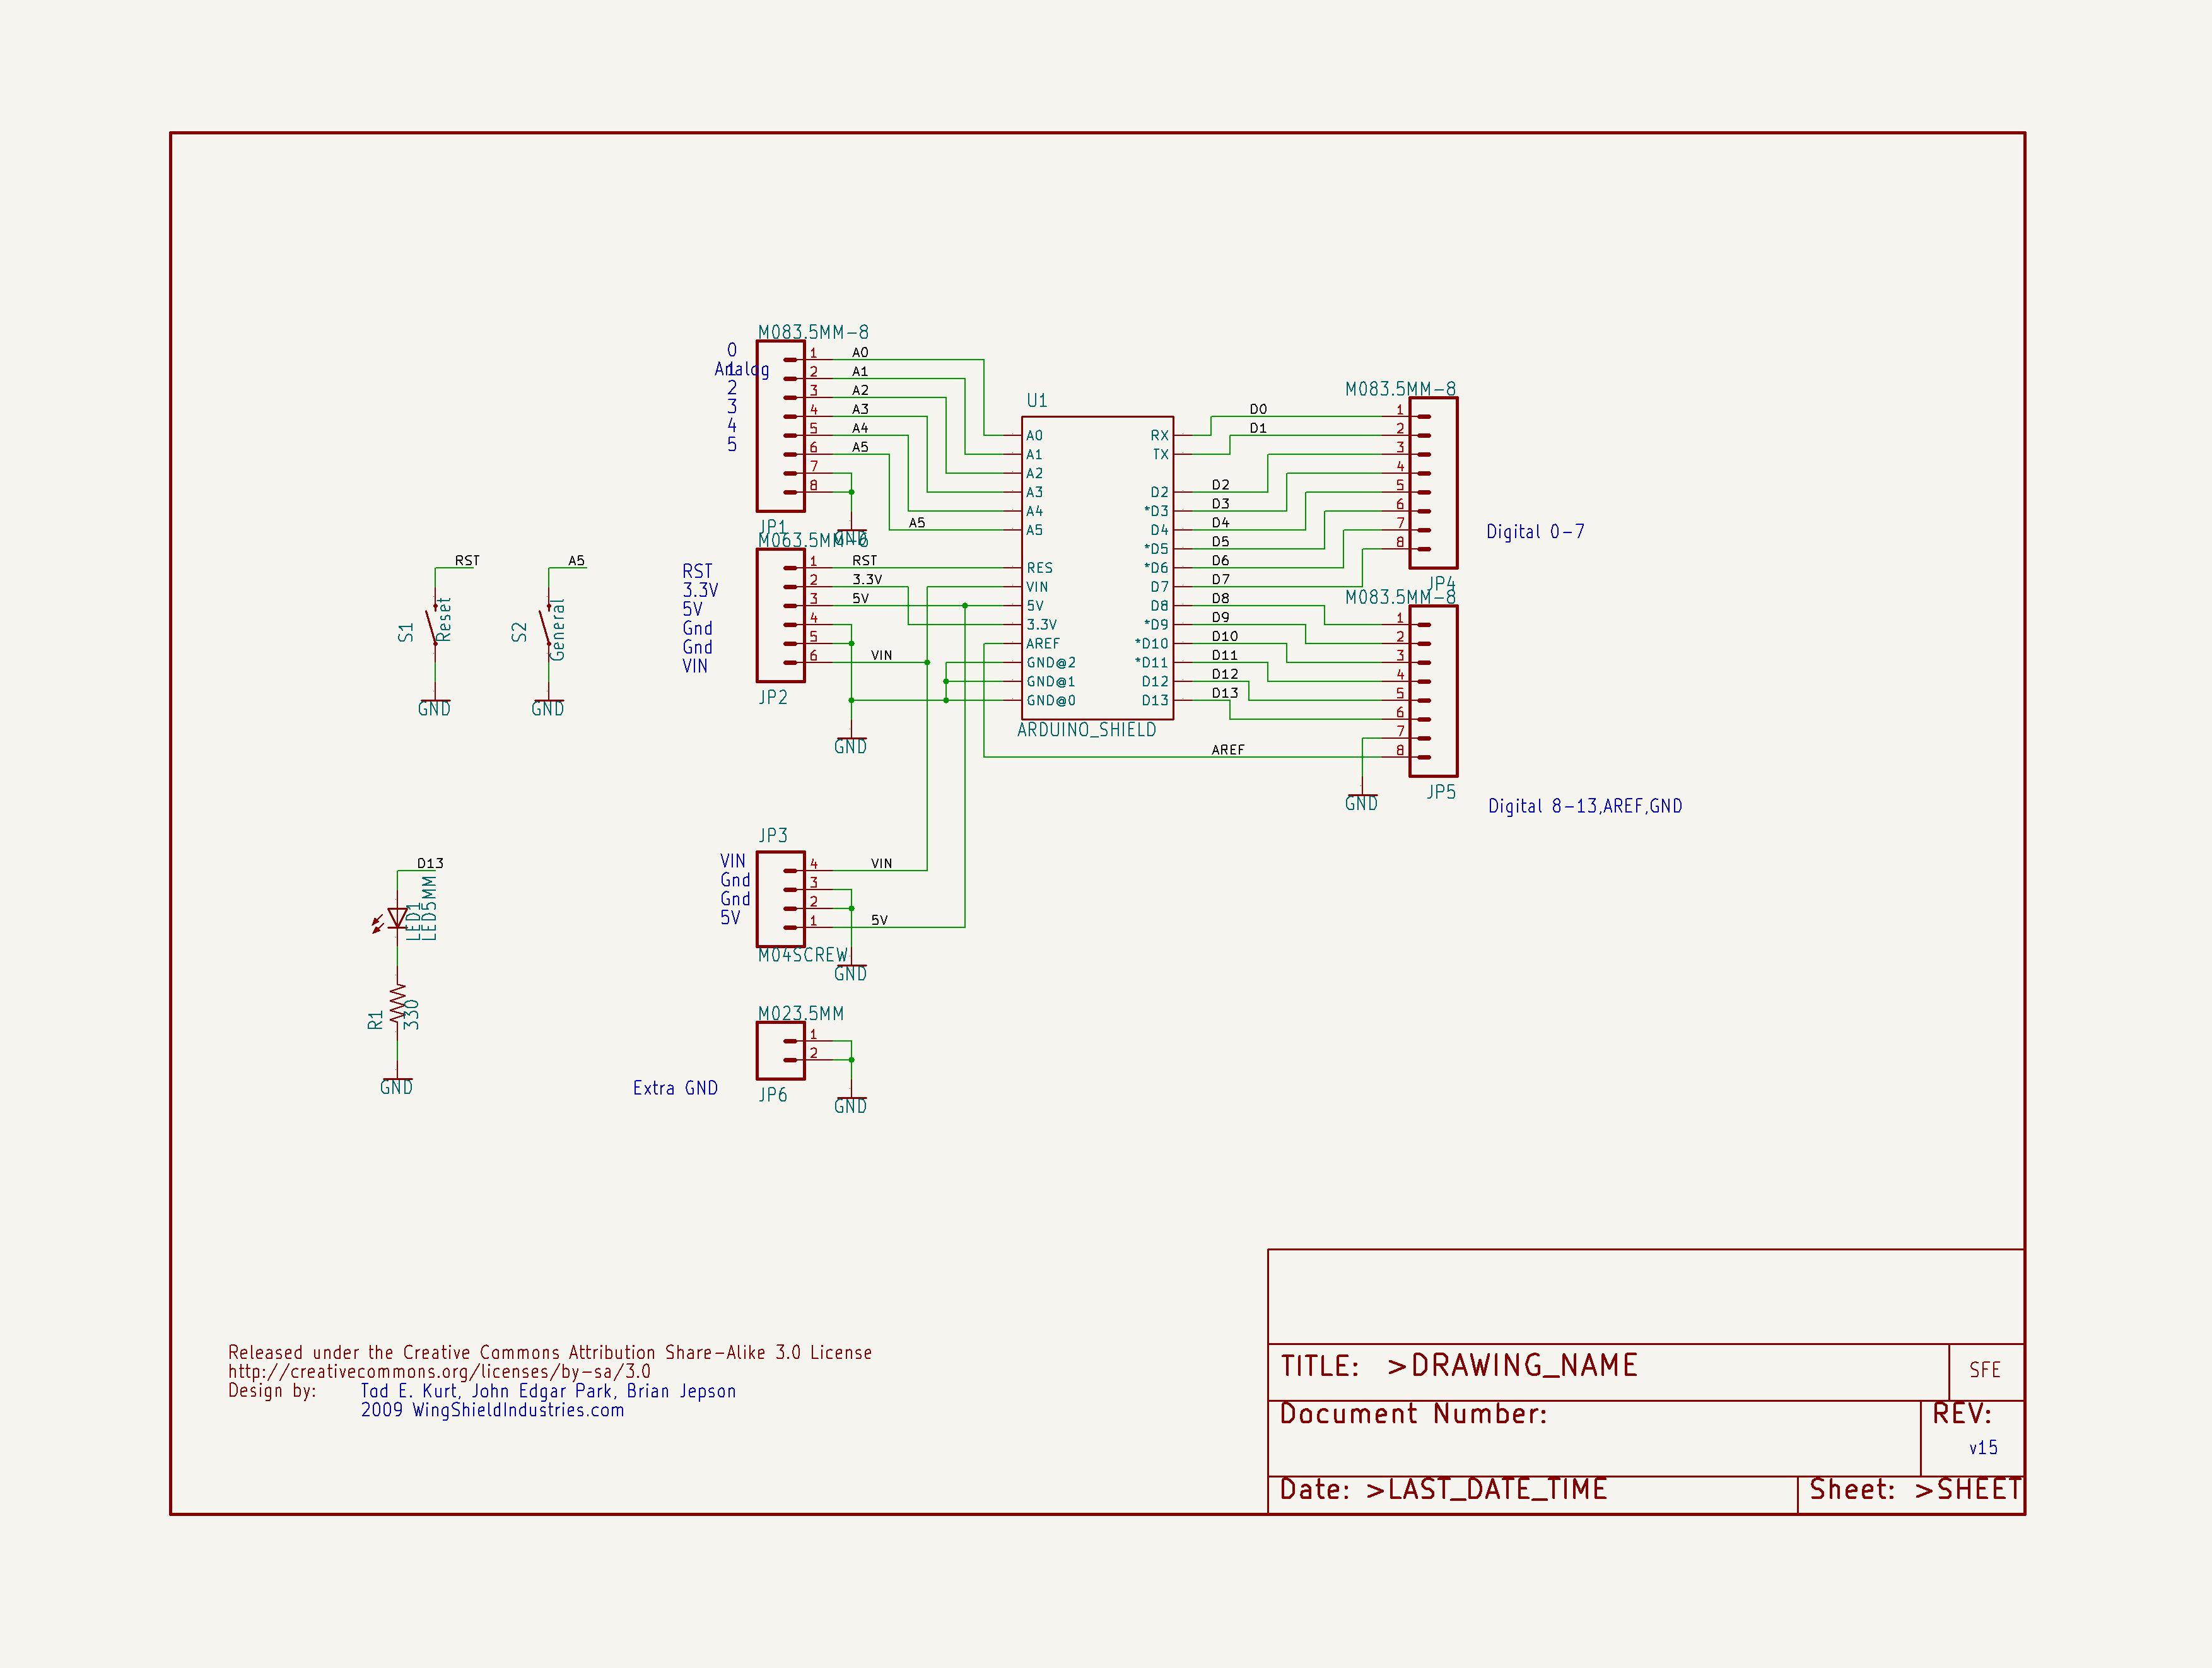 M083.5MM-8
0
Analog
1
2
3
4
5
1
2
3
4
5
6
7
8
A0
A1
A2
A3
A4
A5
A5
JP1
GND
M063.5MM-6
RST
3.3V
5V
Gnd
Gnd
VIN
1
2
3
4
5
6
RST
3.3V
5V
VIN
JP2
GND
U1
A0
A1
A2
A3
A4
A5
RES
VIN
5V
3.3V
AREF
GND@2
GND@1
GND@0
RX
TX
D2
*D3
D4
*D5
*D6
D7
D8
*D9
*D10
*D11
D12
D13
ARDUINO_SHIELD
D0
D1
D2
D3
D4
D5
D6
D7
D8
D9
D10
D11
D12
D13
AREF
M083.5MM-8
1
2
3
4
5
6
7
8
Digital 0-7
JP4
M083.5MM-8
1
2
3
4
5
6
7
8
GND
JP5
Digital 8-13,AREF,GND
RST
S1
Reset
GND
A5
S2
General
GND
D13
LED1
LED5MM
R1
330
GND
JP3
VIN
Gnd
Gnd
5V
4
3
2
1
VIN
5V
M04SCREW
GND
M023.5MM
1
2
Extra GND
JP6
GND
Released under the Creative Commons Attribution Share-Alike 3.0 License
http://creativecommons.org/licenses/by-sa/3.0
Design by: Tod E. Kurt, John Edgar Park, Brian Jepson
2009 WingShieldIndustries.com
TITLE: >DRAWING_NAME
SFE
Document Number:
REV:
v15
Date: >LAST_DATE_TIME
Sheet: >SHEET